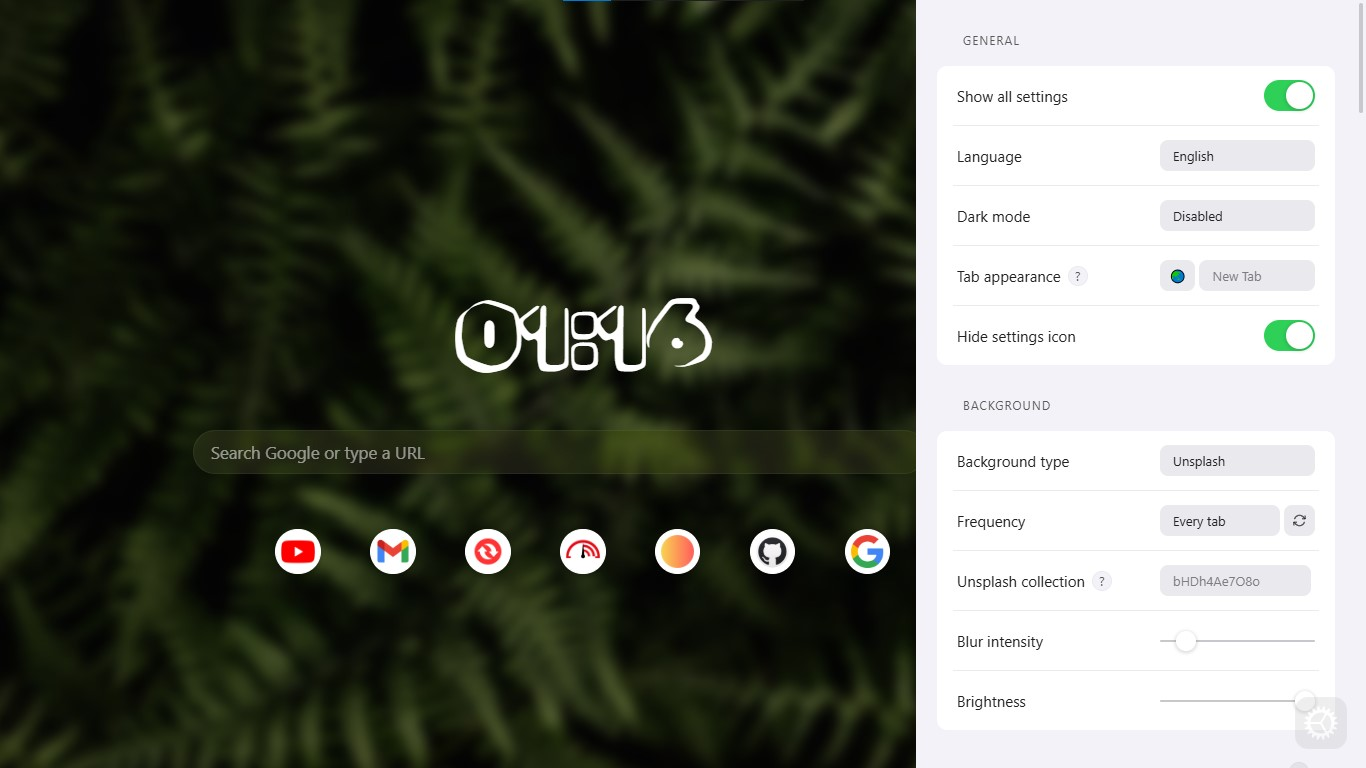 01:16
Search Google or type a URL
GENERAL
Show all settings
Language English
Dark mode Disabled
Tab appearance ? New Tab
Hide settings icon
BACKGROUND
Background type Unsplash
Frequency Every tab
Unsplash collection ? bHDh4Ae7O8o
Blur intensity
Brightness